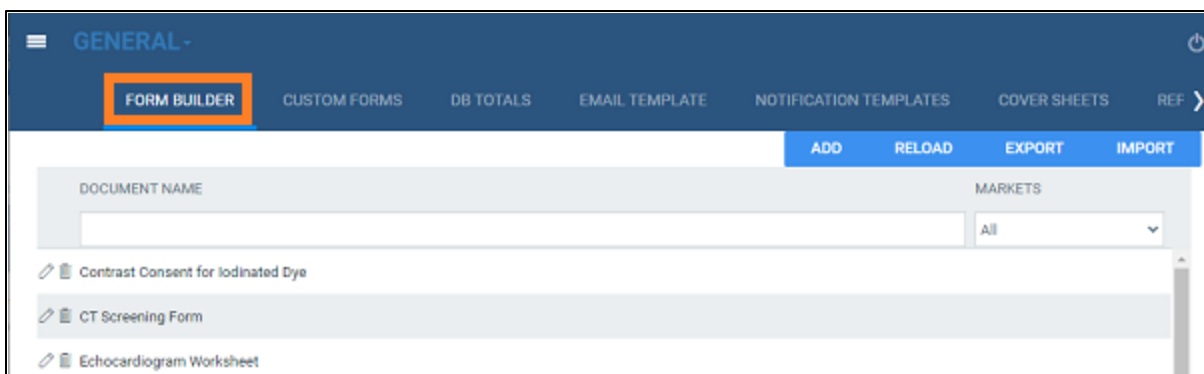 GENERAL-
FORM BUILDER CUSTOM FORMS DB TOTALS EMAIL TEMPLATE NOTIFICATION TEMPLATES COVER SHEETS REF
ADD RELOAD EXPORT IMPORT
DOCUMENT NAME MARKETS
All
Contrast Consent for Iodinated Dye
CT Screening Form
Echocardiogram Worksheet